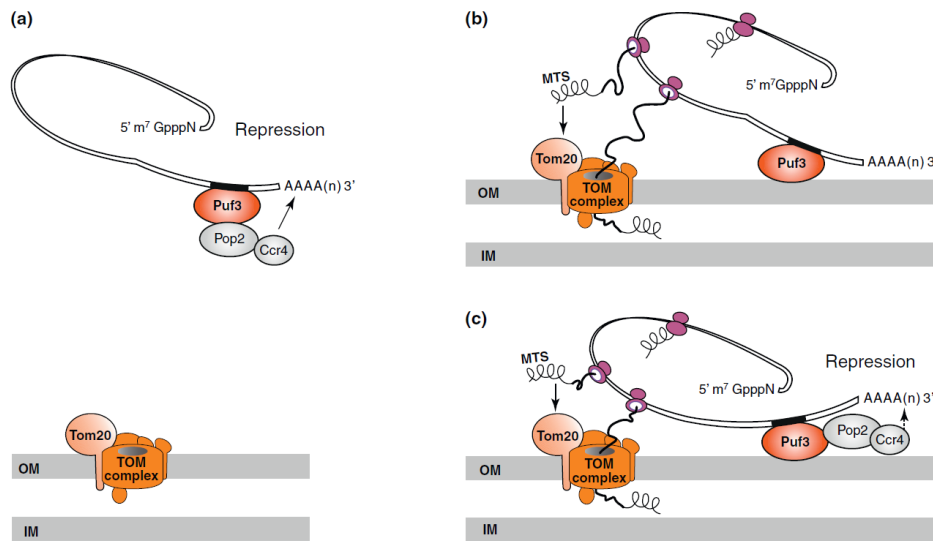 (a)
5' m⁷ GpppN
Repression
AAAA(n) 3'
Puf3
Pop2
Ccr4
Tom20
TOM
complex
OM
IM
(b)
MTS
5' m⁷GpppN
Tom20
Puf3
AAAA(n) 3'
OM
TOM
complex
IM
(c)
MTS
Repression
5' m⁷ GpppN
AAAA(n) 3'
Tom20
Puf3
Pop2
Ccr4
OM
TOM
complex
IM